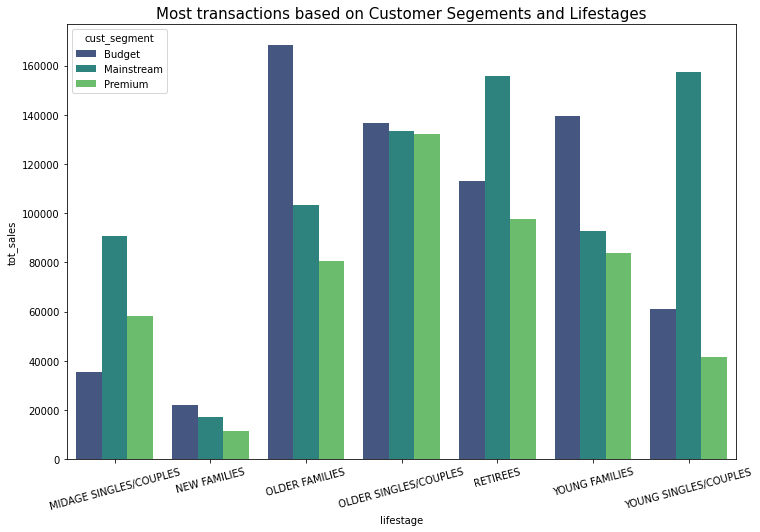 Most transactions based on Customer Segements and Lifestages
cust_segment
Budget
Mainstream
Premium
tot_sales
160000
140000
120000
100000
80000
60000
40000
20000
0
MIDAGE SINGLES/COUPLES
NEW FAMILIES
OLDER FAMILIES
OLDER SINGLES/COUPLES
RETIREES
YOUNG FAMILIES
YOUNG SINGLES/COUPLES
lifestage